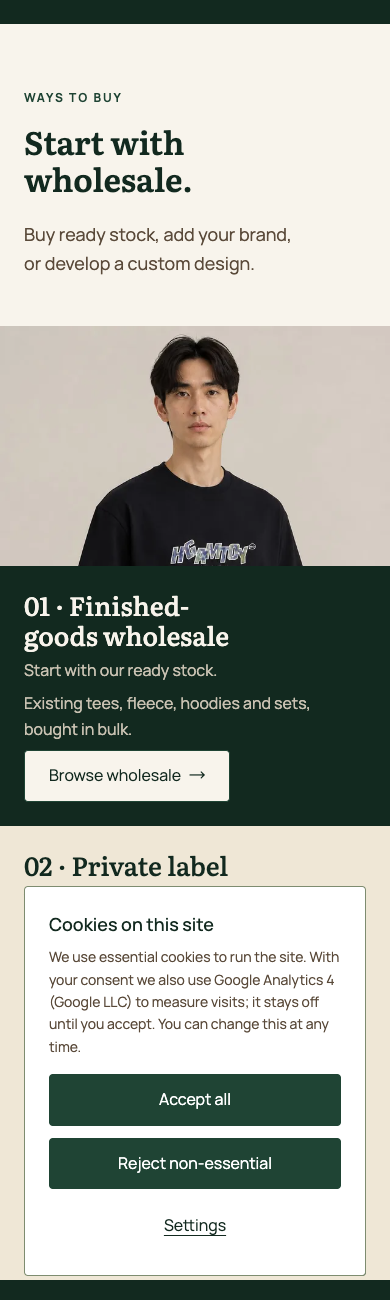 WAYS TO BUY
Start with
wholesale.
Buy ready stock, add your brand,
or develop a custom design.
01 · Finished-
goods wholesale
Start with our ready stock.
Existing tees, fleece, hoodies and sets,
bought in bulk.
Browse wholesale →
02 · Private label
Cookies on this site
We use essential cookies to run the site. With
your consent we also use Google Analytics 4
(Google LLC) to measure visits; it stays off
until you accept. You can change this at any
time.
Accept all
Reject non-essential
Settings